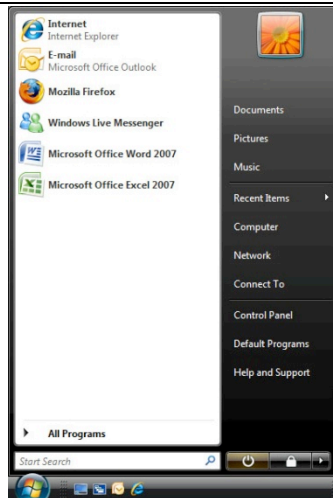 Internet
Internet Explorer
E-mail
Microsoft Office Outlook
Mozilla Firefox
Windows Live Messenger
Microsoft Office Word 2007
Microsoft Office Excel 2007
All Programs
Start Search
Documents
Pictures
Music
Recent Items
Computer
Network
Connect To
Control Panel
Default Programs
Help and Support